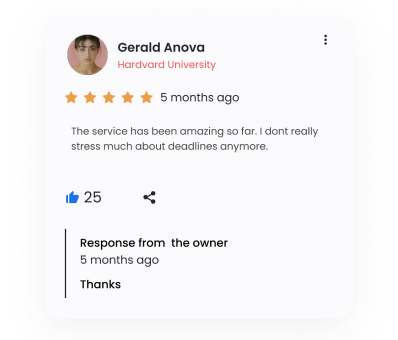 Gerald Anova
Hardvard University
5 months ago
The service has been amazing so far. I dont really
stress much about deadlines anymore.
25
Response from the owner
5 months ago
Thanks